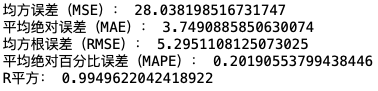 均方误差（MSE）： 28.038198516731747
平均绝对误差（MAE）： 3.7490885850630074
均方根误差（RMSE）： 5.2951108125073025
平均绝对百分比误差（MAPE）： 0.20190553799438446
R平方： 0.9949622042418922